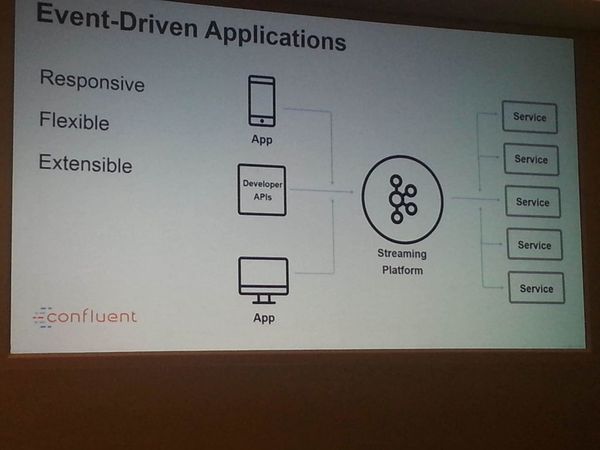 Event-Driven Applications
Responsive
Flexible
Extensible
App
Developer
APIs
App
Streaming
Platform
Service
Service
Service
Service
Service
confluent